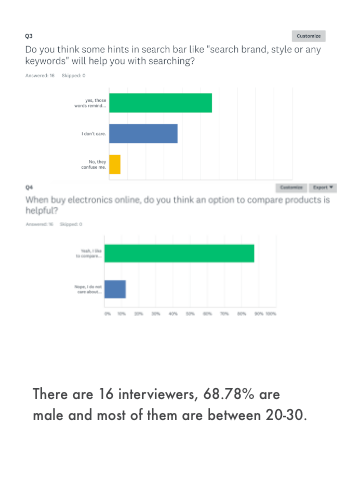 Q3
Customize
Do you think some hints in search bar like "search brand, style or any
keywords" will help you with searching?
Answered: 16 Skipped: 0
yes, those
words remind...
I don't care.
No, they
confuse me.
Q4
Customize Export ▼
When buy electronics online, do you think an option to compare products is
helpful?
Answered: 16 Skipped: 0
Yeah, I like
to compare...
Nope, I do not
care about...
0% 10% 20% 30% 40% 50% 60% 70% 80% 90% 100%
There are 16 interviewers, 68.78% are
male and most of them are between 20-30.